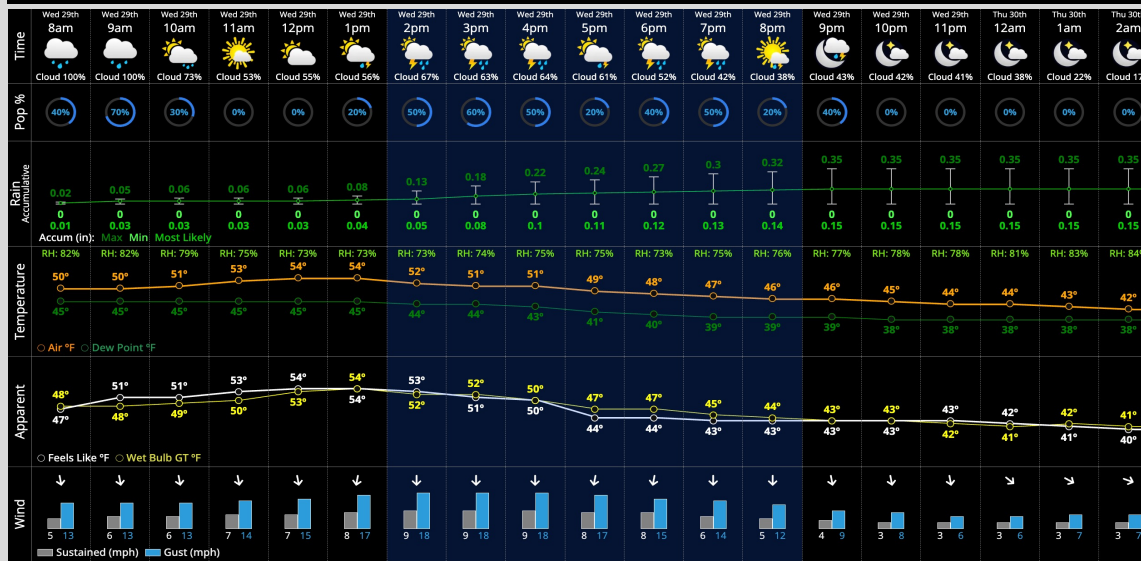 Wed 29th Wed 29th Wed 29th Wed 29th Wed 29th Wed 29th Wed 29th Wed 29th Wed 29th Wed 29th Wed 29th Wed 29th Wed 29th Wed 29th Wed 29th Wed 29th Thu 30th Thu 30th Thu 30th
Time 8am 9am 10am 11am 12pm 1pm 2pm 3pm 4pm 5pm 6pm 7pm 8pm 9pm 10pm 11pm 12am 1am 2am
Cloud 100% Cloud 100% Cloud 73% Cloud 53% Cloud 55% Cloud 56% Cloud 67% Cloud 63% Cloud 64% Cloud 61% Cloud 52% Cloud 42% Cloud 38% Cloud 43% Cloud 42% Cloud 41% Cloud 38% Cloud 22% Cloud 17
Pop % 40% 70% 30% 0% 0% 20% 50% 60% 50% 20% 40% 50% 20% 40% 0% 0% 0% 0% 0%
Rain Accumulative
0.02 0.05 0.06 0.06 0.06 0.08 0.13 0.18 0.22 0.24 0.27 0.3 0.32 0.35 0.35 0.35 0.35 0.35 0.35
0 0 0 0 0 0 0 0 0 0 0 0 0 0 0 0 0 0 0
0.01 0.03 0.03 0.03 0.03 0.04 0.05 0.08 0.1 0.11 0.12 0.13 0.14 0.15 0.15 0.15 0.15 0.15 0.15
Accum (in): Max Min Most Likely
RH: 82% RH: 82% RH: 79% RH: 75% RH: 73% RH: 73% RH: 73% RH: 74% RH: 75% RH: 75% RH: 73% RH: 75% RH: 76% RH: 77% RH: 78% RH: 78% RH: 81% RH: 83% RH: 84%
Temperature
50° 50° 51° 53° 54° 54° 52° 51° 51° 49° 48° 47° 46° 46° 45° 44° 44° 43° 42°
45° 45° 45° 45° 45° 45° 44° 44° 43° 41° 40° 39° 39° 39° 38° 38° 38° 38° 38°
Air °F Dew Point °F
Apparent
48° 51° 51° 53° 54° 54° 53° 52° 50° 47° 47° 45° 44° 43° 43° 43° 42° 42° 41°
47° 48° 49° 50° 53° 54° 52° 51° 50° 44° 44° 43° 43° 43° 43° 42° 41° 41° 40°
Feels Like °F Wet Bulb GT °F
Wind
5 13 6 13 6 13 7 14 7 15 8 17 9 18 9 18 9 18 8 17 8 15 6 14 5 12 4 9 3 8 3 6 3 6 3 7 3 7
Sustained (mph) Gust (mph)